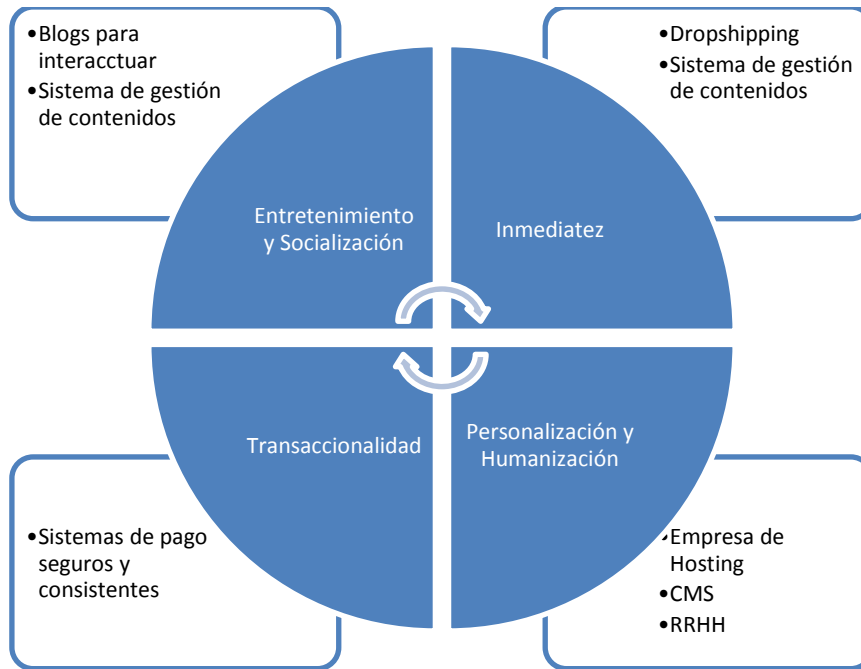 •Blogs para
interacctuar
•Sistema de gestión
de contenidos
•Dropshipping
•Sistema de gestión
de contenidos
Entretenimiento
y Socialización
Inmediatez
Transaccionalidad
Personalización y
Humanización
•Sistemas de pago
seguros y
consistentes
•Empresa de
Hosting
•CMS
•RRHH